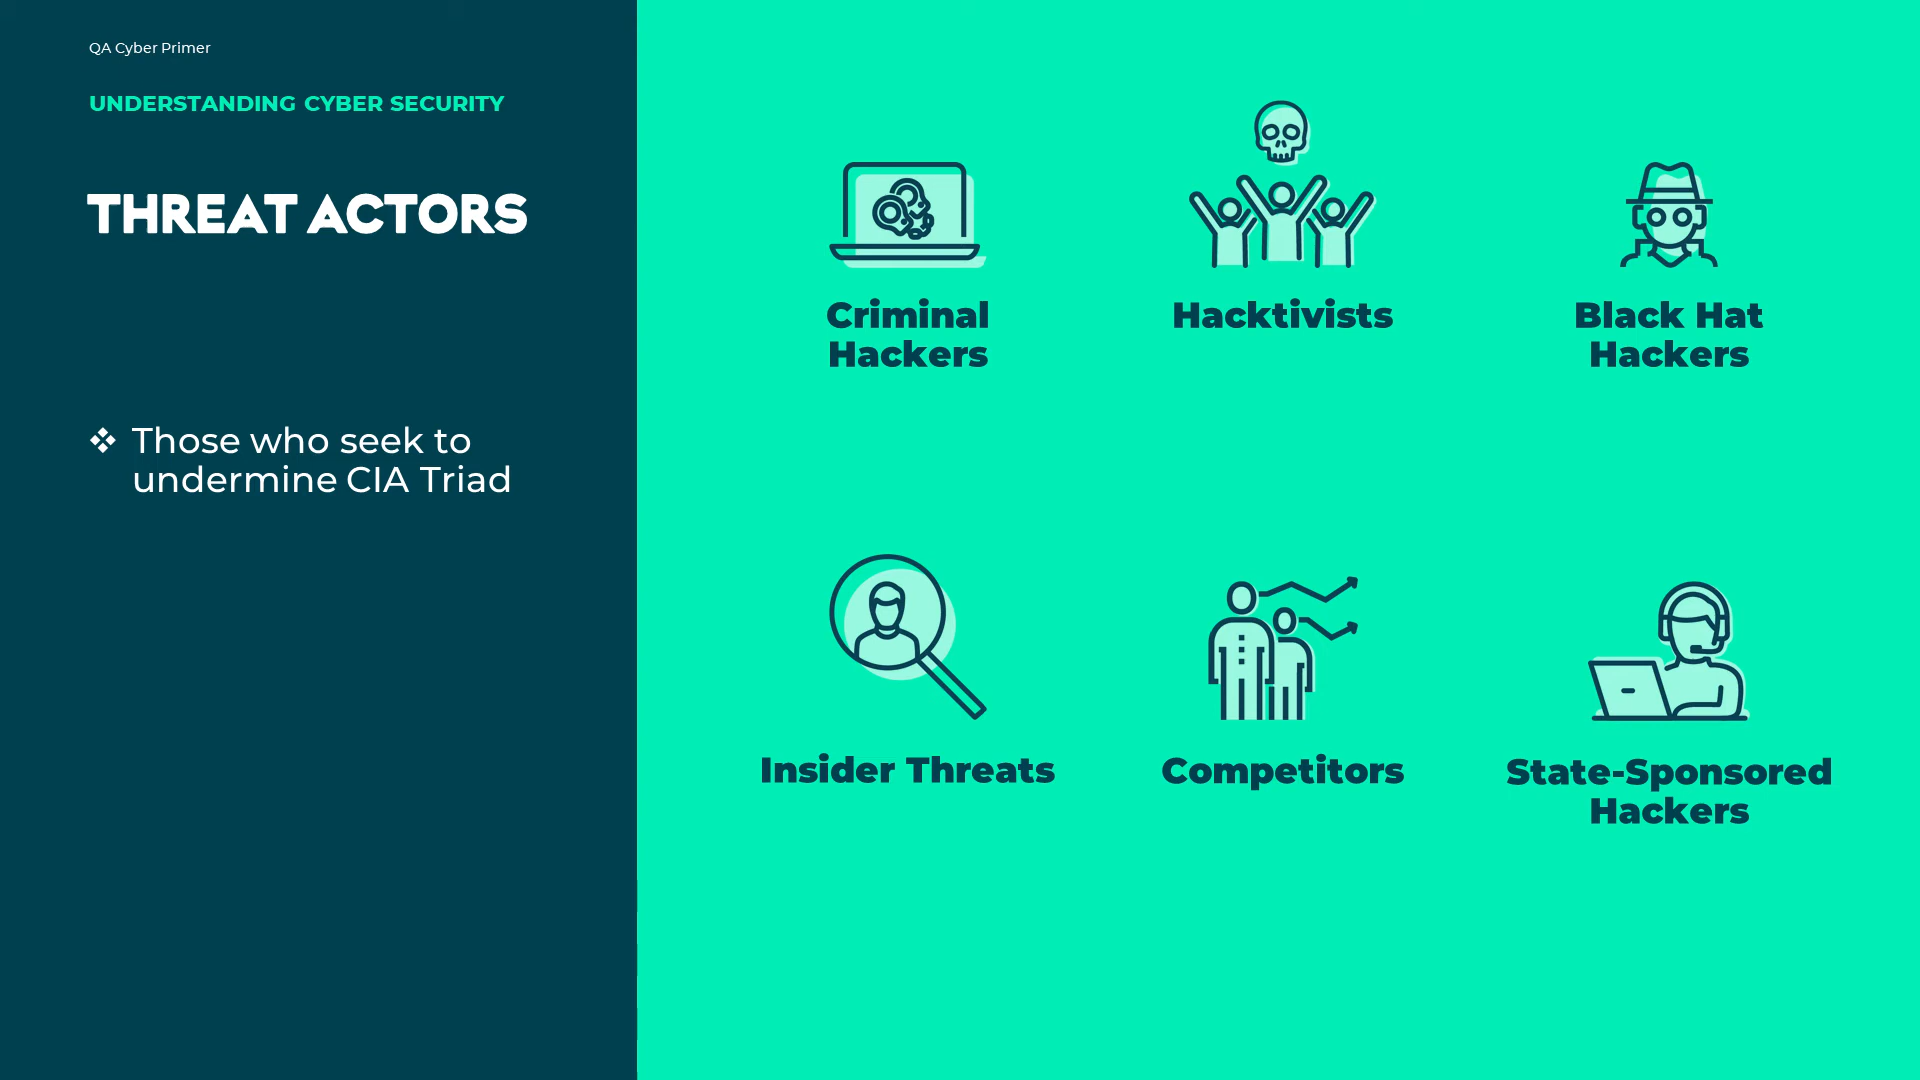 QA Cyber Primer
UNDERSTANDING CYBER SECURITY
THREAT ACTORS
❖ Those who seek to
undermine CIA Triad
Criminal
Hackers
Hacktivists
Black Hat
Hackers
Insider Threats
Competitors
State-Sponsored
Hackers